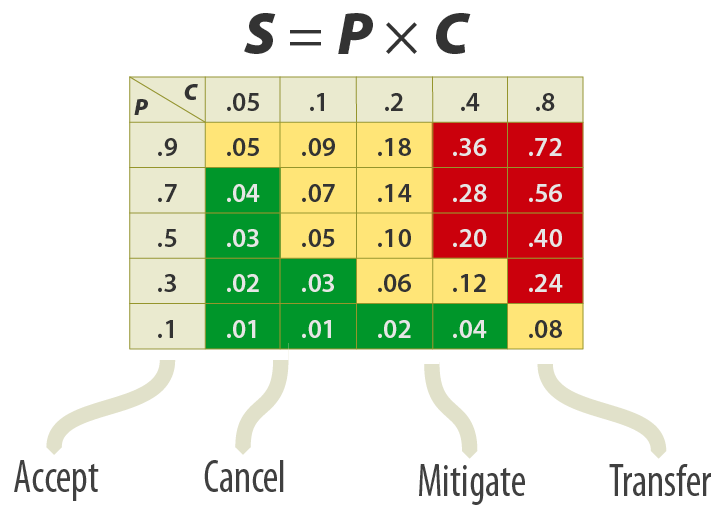 S = P × C
P C .05 .1 .2 .4 .8
.9 .05 .09 .18 .36 .72
.7 .04 .07 .14 .28 .56
.5 .03 .05 .10 .20 .40
.3 .02 .03 .06 .12 .24
.1 .01 .01 .02 .04 .08
Accept Cancel Mitigate Transfer